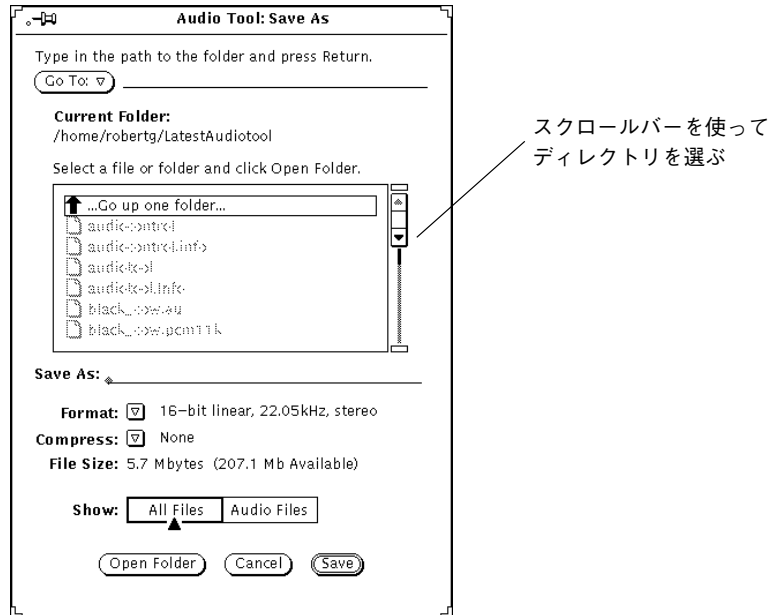 Audio Tool: Save As
Type in the path to the folder and press Return.
Go To:
Current Folder:
/home/robertg/LatestAudiotool
スクロールバーを使って
ディレクトリを選ぶ
Select a file or folder and click Open Folder.
...Go up one folder...
audio-control
audio-control.info
audiotool
audiotool.info
black_cow.au
black_cow.pcm11k
Save As:
Format: 16-bit linear, 22.05kHz, stereo
Compress: None
File Size: 5.7 Mbytes (207.1 Mb Available)
Show: All Files Audio Files
Open Folder Cancel Save